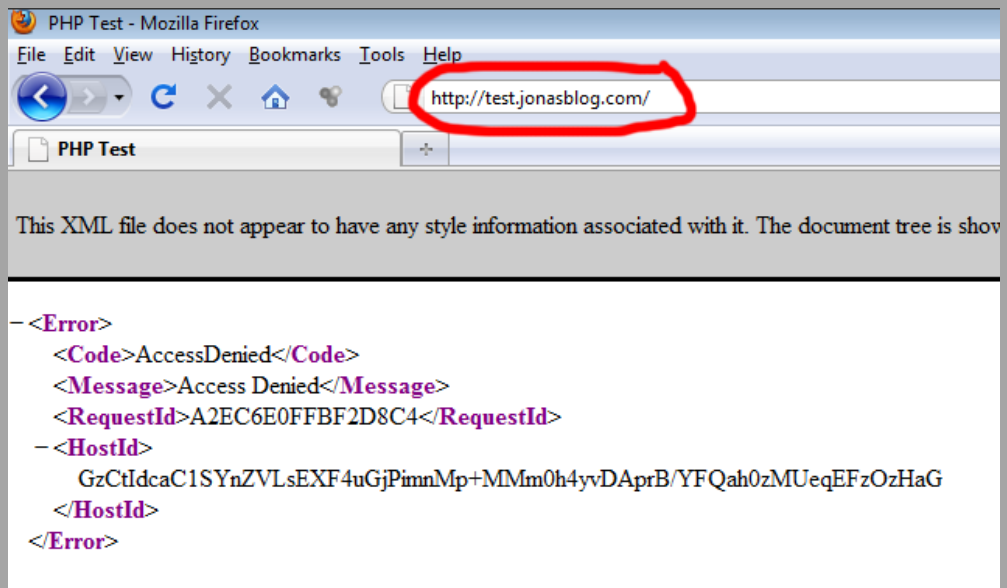 PHP Test - Mozilla Firefox
File Edit View History Bookmarks Tools Help
http://test.jonasblog.com/
PHP Test
This XML file does not appear to have any style information associated with it. The document tree is
<Error>
<Code>AccessDenied</Code>
<Message>Access Denied</Message>
<RequestId>A2EC6E0FFBF2D8C4</RequestId>
<HostId>
GzCtIdcaC1SYnZVLsEXF4uGjPimnMp+MMm0h4yvDAprB/YFQah0zMUeqEFzOzHaG
</HostId>
</Error>